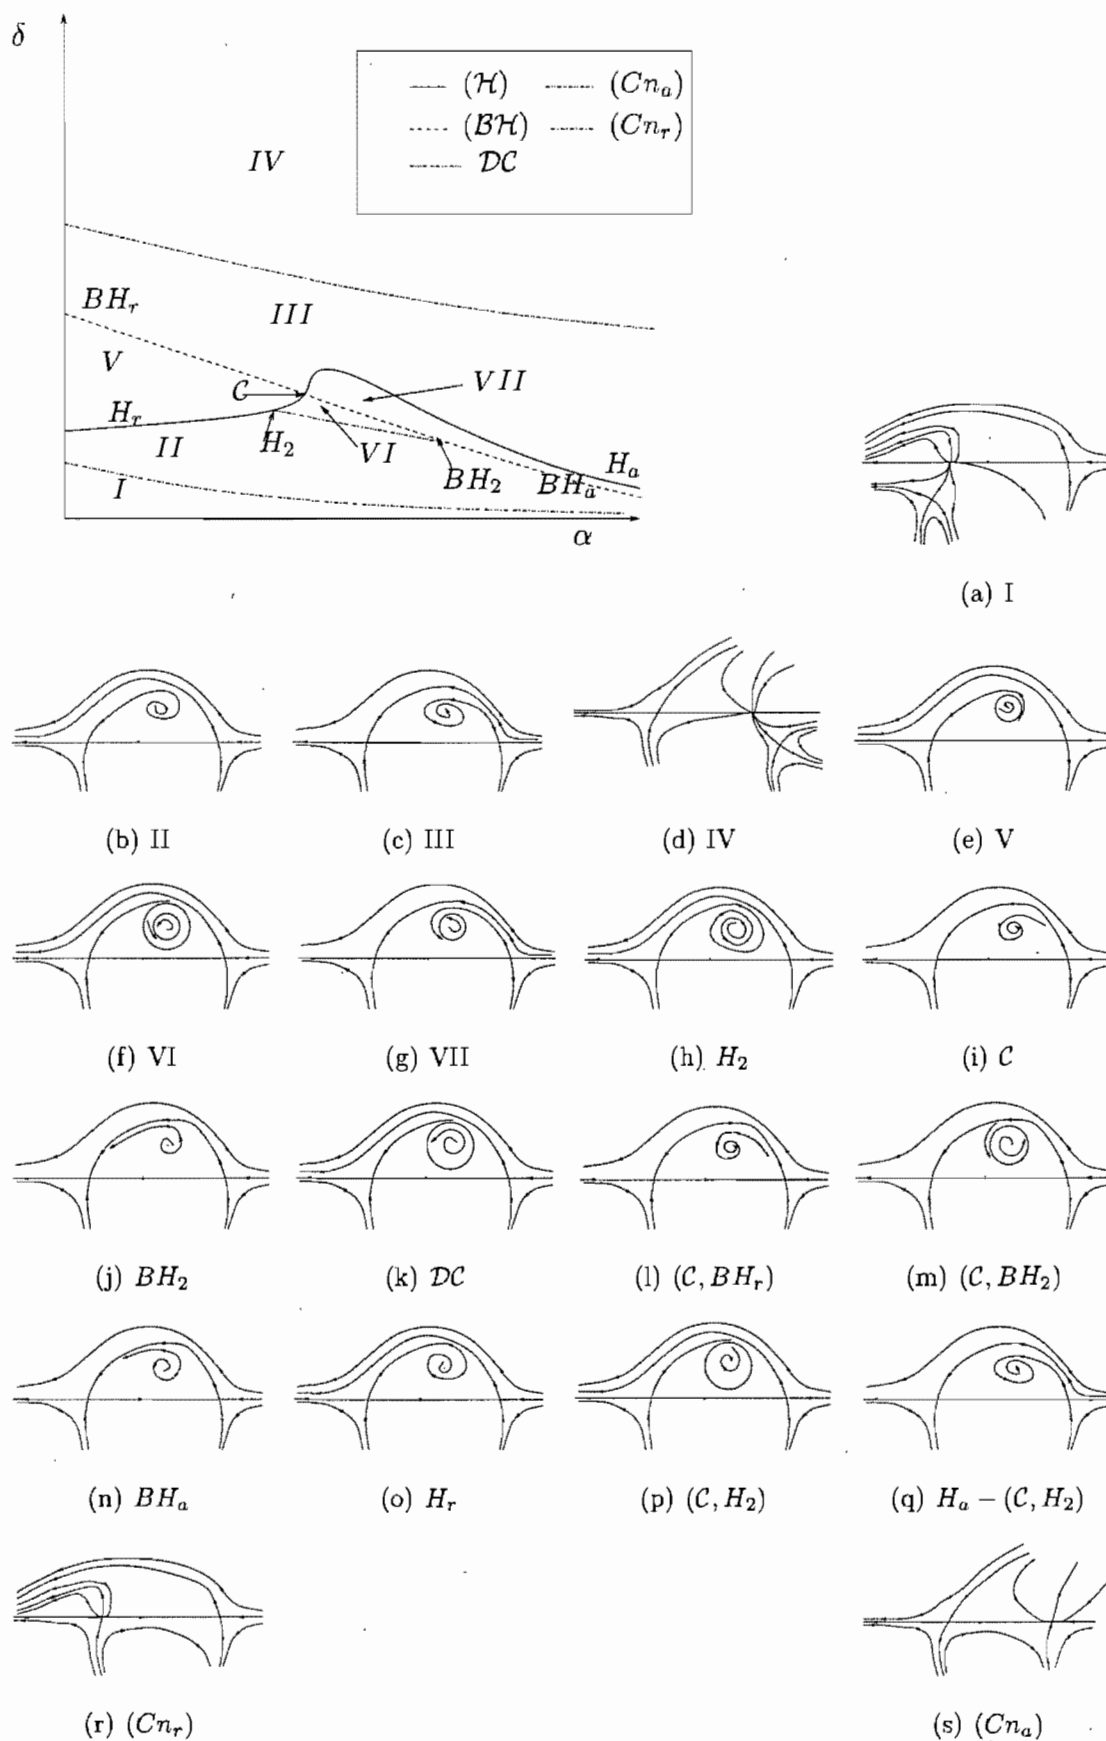 δ
(ℋ) (Cn_a)
(ℬℋ) (Cn_r)
𝒟𝒞
IV
BH_r
III
V
𝒞
VII
H_r
H_2
VI
II
H_a
BH_2
BH_a
I
α
(a) I
(b) II
(c) III
(d) IV
(e) V
(f) VI
(g) VII
(h) H_2
(i) 𝒞
(j) BH_2
(k) 𝒟𝒞
(l) (𝒞, BH_r)
(m) (𝒞, BH_2)
(n) BH_a
(o) H_r
(p) (𝒞, H_2)
(q) H_a − (𝒞, H_2)
(r) (Cn_r)
(s) (Cn_a)